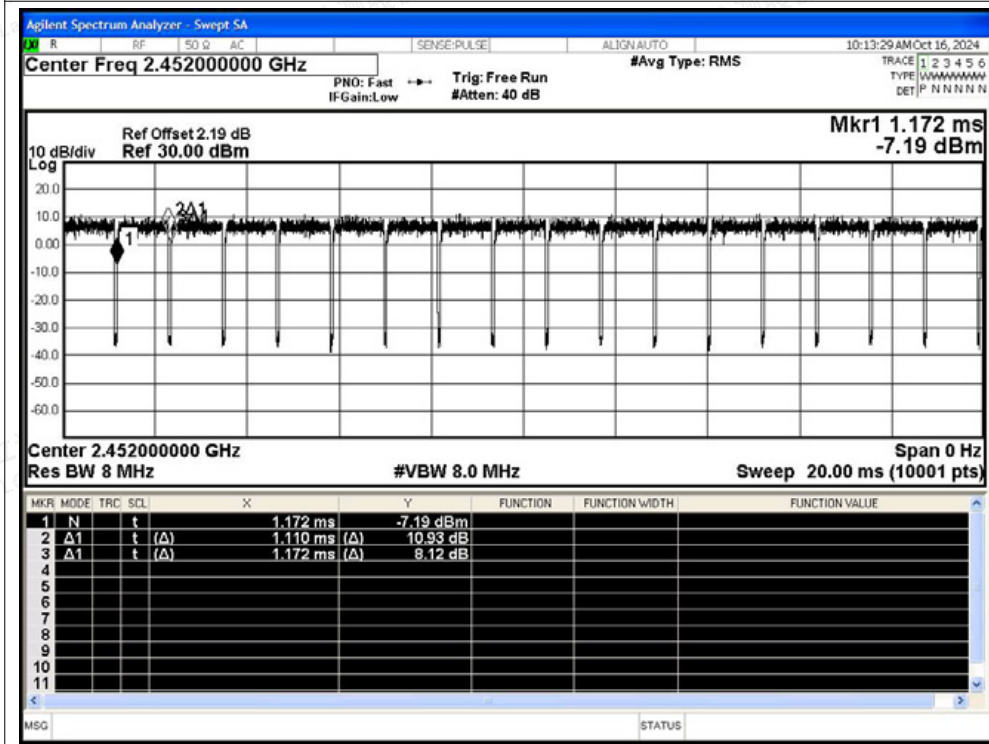 Agilent Spectrum Analyzer - Swept SA
R RF 50 Ω AC SENSE:PULSE ALIGN AUTO 10:13:29 AM Oct 16, 2024
Center Freq 2.452000000 GHz #Avg Type: RMS TRACE 1 2 3 4 5 6
PNO: Fast Trig: Free Run TYPE WWWWWW
IFGain:Low #Atten: 40 dB DET P N N N N N
Mkr1 1.172 ms
Ref Offset 2.19 dB
10 dB/div Ref 30.00 dBm -7.19 dBm
Log
20.0
10.0
0.00
-10.0
-20.0
-30.0
-40.0
-50.0
-60.0
1
3Δ1
Center 2.452000000 GHz Span 0 Hz
Res BW 8 MHz #VBW 8.0 MHz Sweep 20.00 ms (10001 pts)
MKR MODE TRC SCL X Y FUNCTION FUNCTION WIDTH FUNCTION VALUE
1 N t 1.172 ms -7.19 dBm
2 Δ1 t (Δ) 1.110 ms (Δ) 10.93 dB
3 Δ1 t (Δ) 1.172 ms (Δ) 8.12 dB
4
5
6
7
8
9
10
11
MSG STATUS